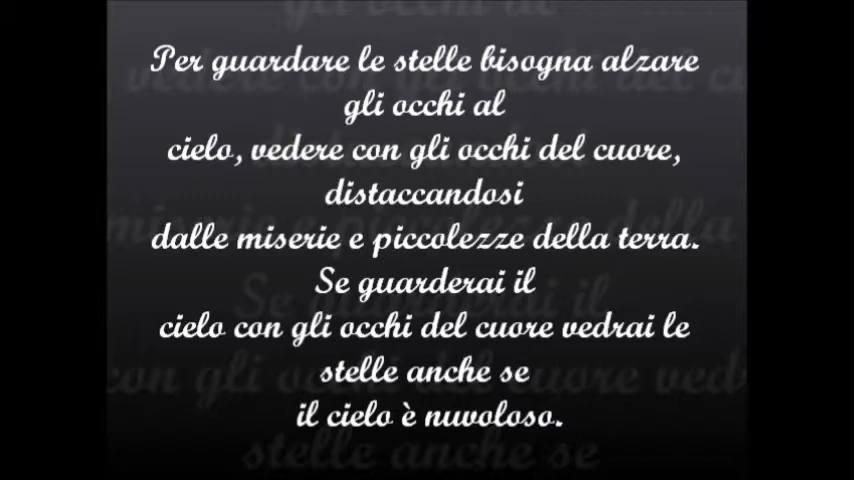 Per guardare le stelle bisogna alzare
gli occhi al
cielo, vedere con gli occhi del cuore,
distaccandosi
dalle miserie e piccolezze della terra.
Se guarderai il
cielo con gli occhi del cuore vedrai le
stelle anche se
il cielo è nuvoloso.